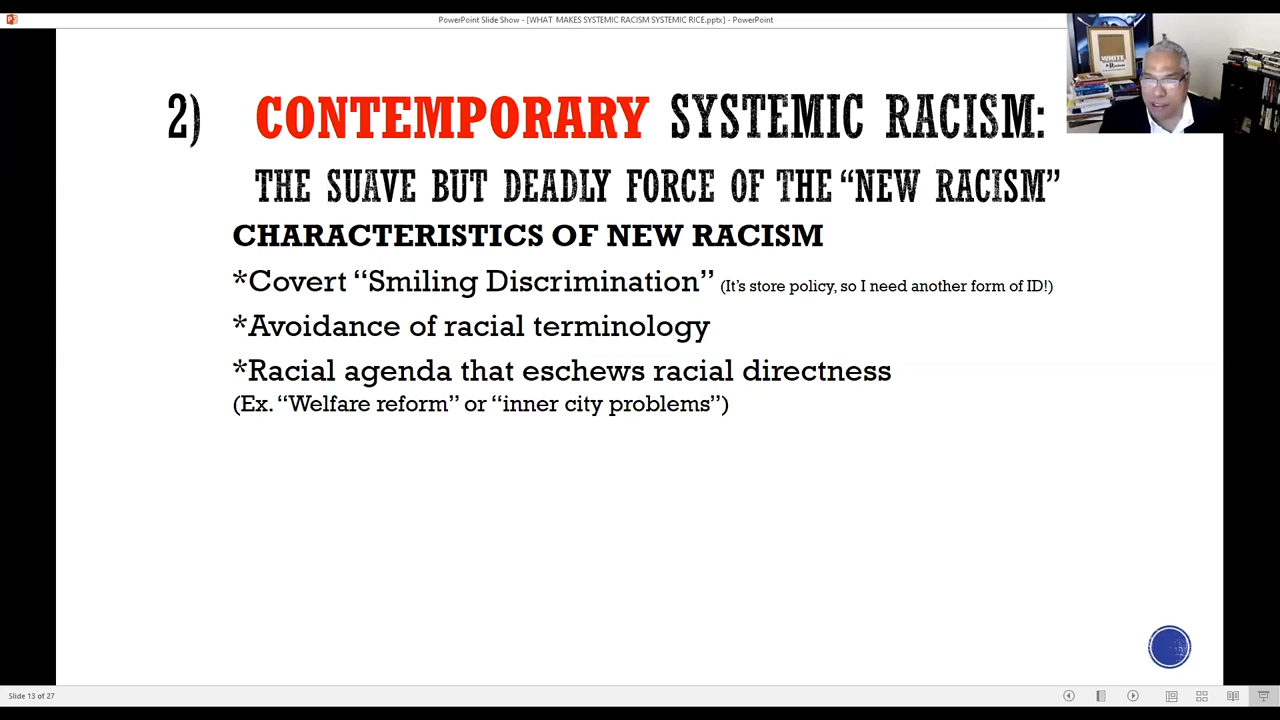 PowerPoint Slide Show - [WHAT MAKES SYSTEMIC RACISM SYSTEMIC RICE.pptx] - PowerPoint
WHITE
2) CONTEMPORARY SYSTEMIC RACISM:
THE SUAVE BUT DEADLY FORCE OF THE “NEW RACISM”
CHARACTERISTICS OF NEW RACISM
*Covert “Smiling Discrimination” (It’s store policy, so I need another form of ID!)
*Avoidance of racial terminology
*Racial agenda that eschews racial directness
(Ex. “Welfare reform” or “inner city problems”)
Slide 13 of 27